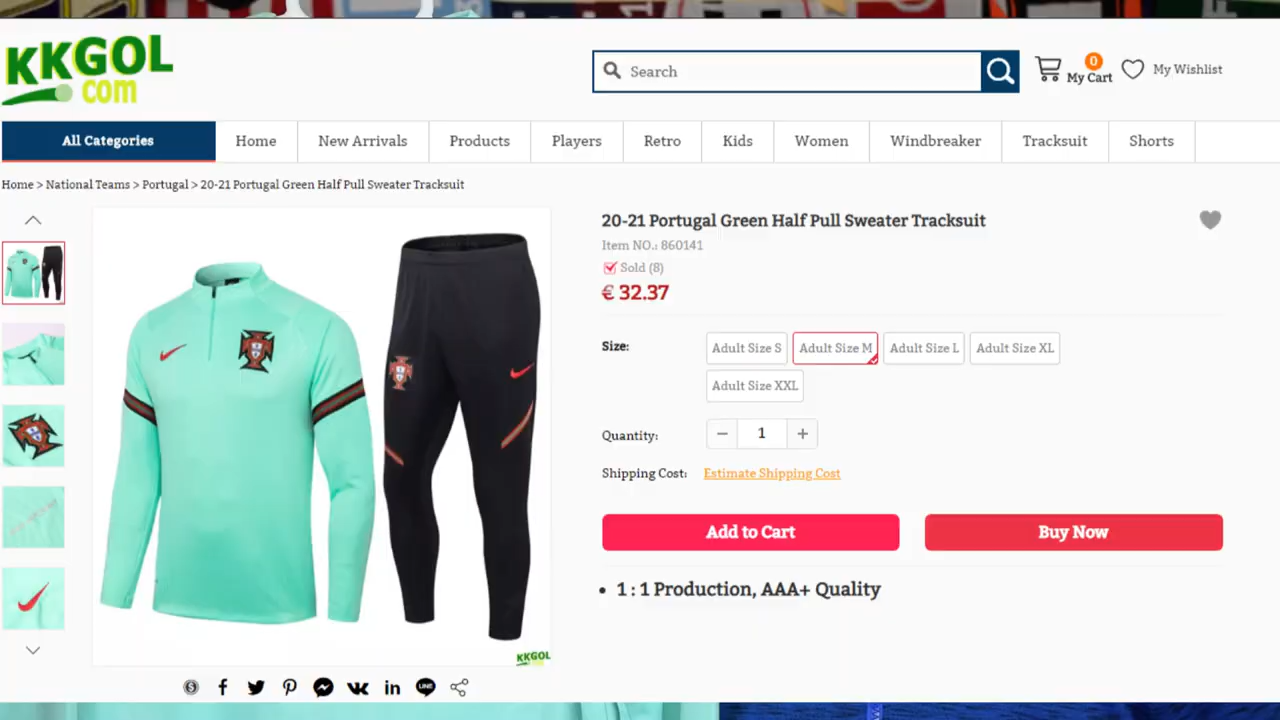 KKGOL
com
Search
0
My Cart
My Wishlist
All Categories
Home
New Arrivals
Products
Players
Retro
Kids
Women
Windbreaker
Tracksuit
Shorts
Home > National Teams > Portugal > 20-21 Portugal Green Half Pull Sweater Tracksuit
20-21 Portugal Green Half Pull Sweater Tracksuit
Item NO.: 860141
Sold (8)
€ 32.37
Size:
Adult Size S
Adult Size M
Adult Size L
Adult Size XL
Adult Size XXL
Quantity:
− 1 +
Shipping Cost: Estimate Shipping Cost
Add to Cart
Buy Now
• 1 : 1 Production, AAA+ Quality
KKGOL
LINE